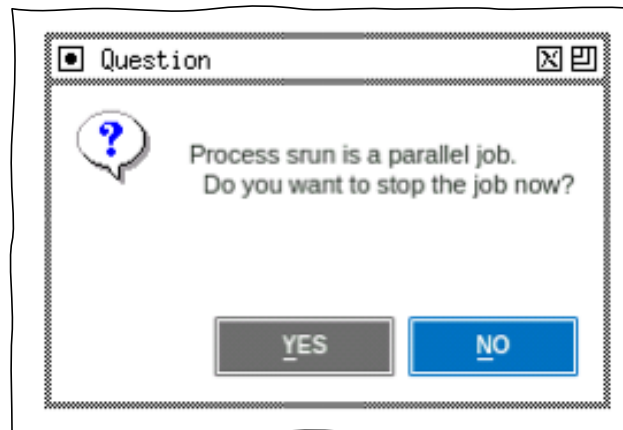 Question
Process srun is a parallel job.
Do you want to stop the job now?
YES
NO